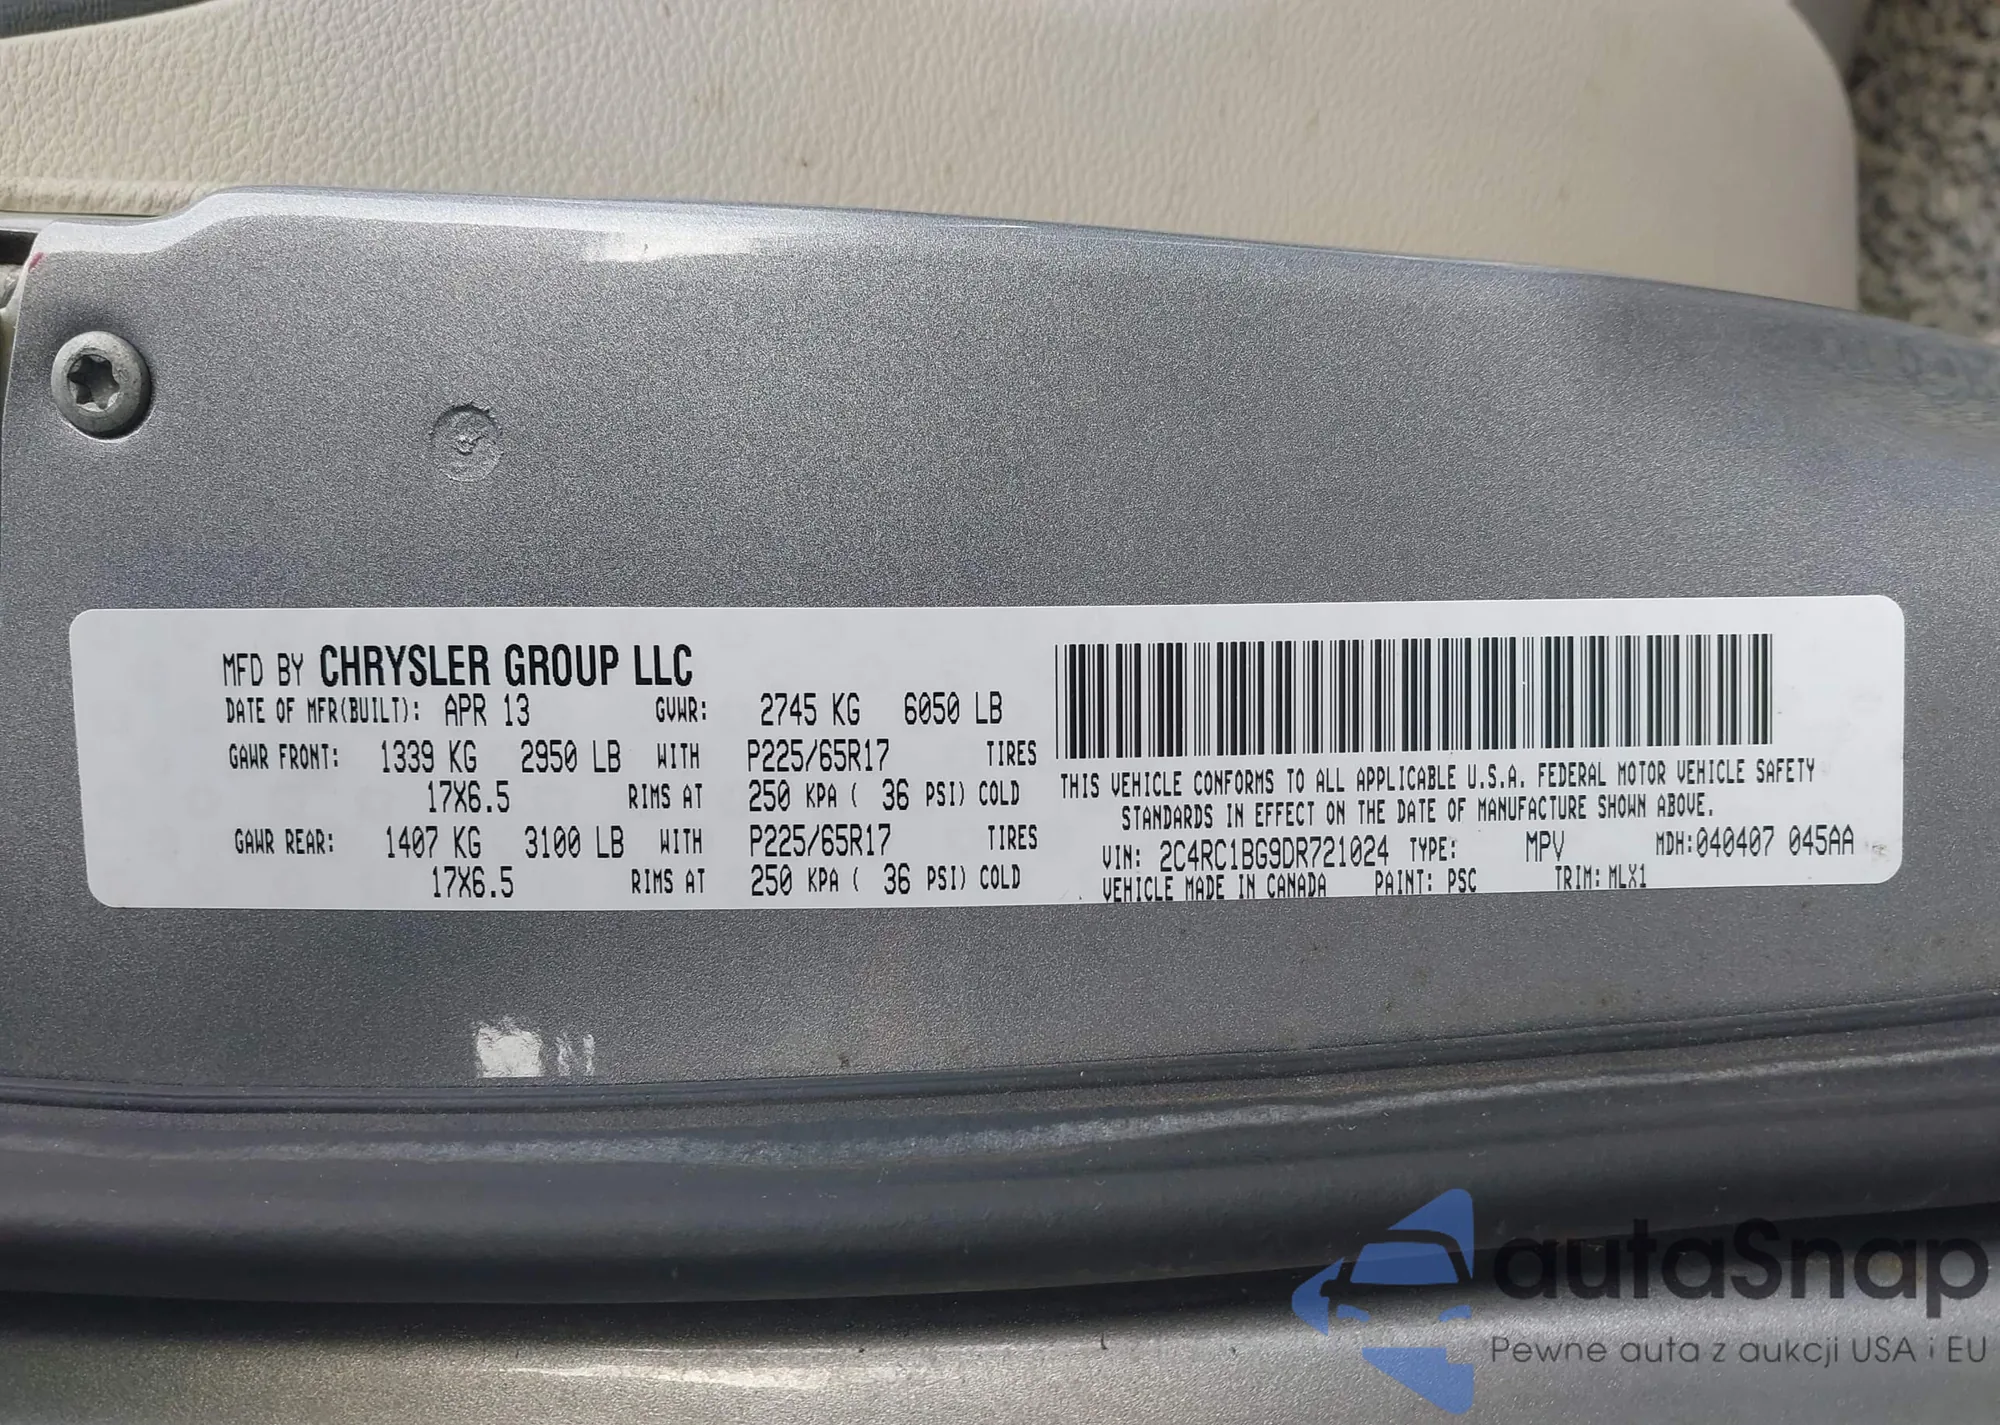 MFD BY CHRYSLER GROUP LLC
DATE OF MFR(BUILT): APR 13 GVWR: 2745 KG 6050 LB
GAWR FRONT: 1339 KG 2950 LB WITH P225/65R17 TIRES
17X6.5 RIMS AT 250 KPA ( 36 PSI) COLD
GAWR REAR: 1407 KG 3100 LB WITH P225/65R17 TIRES
17X6.5 RIMS AT 250 KPA ( 36 PSI) COLD
THIS VEHICLE CONFORMS TO ALL APPLICABLE U.S.A. FEDERAL MOTOR VEHICLE SAFETY
STANDARDS IN EFFECT ON THE DATE OF MANUFACTURE SHOWN ABOVE.
VIN: 2C4RC1BG9DR721024 TYPE: MPV MDH:040407 045AA
VEHICLE MADE IN CANADA PAINT: PSC TRIM: MLX1
autaSnap
Pewne auta z aukcji USA i EU